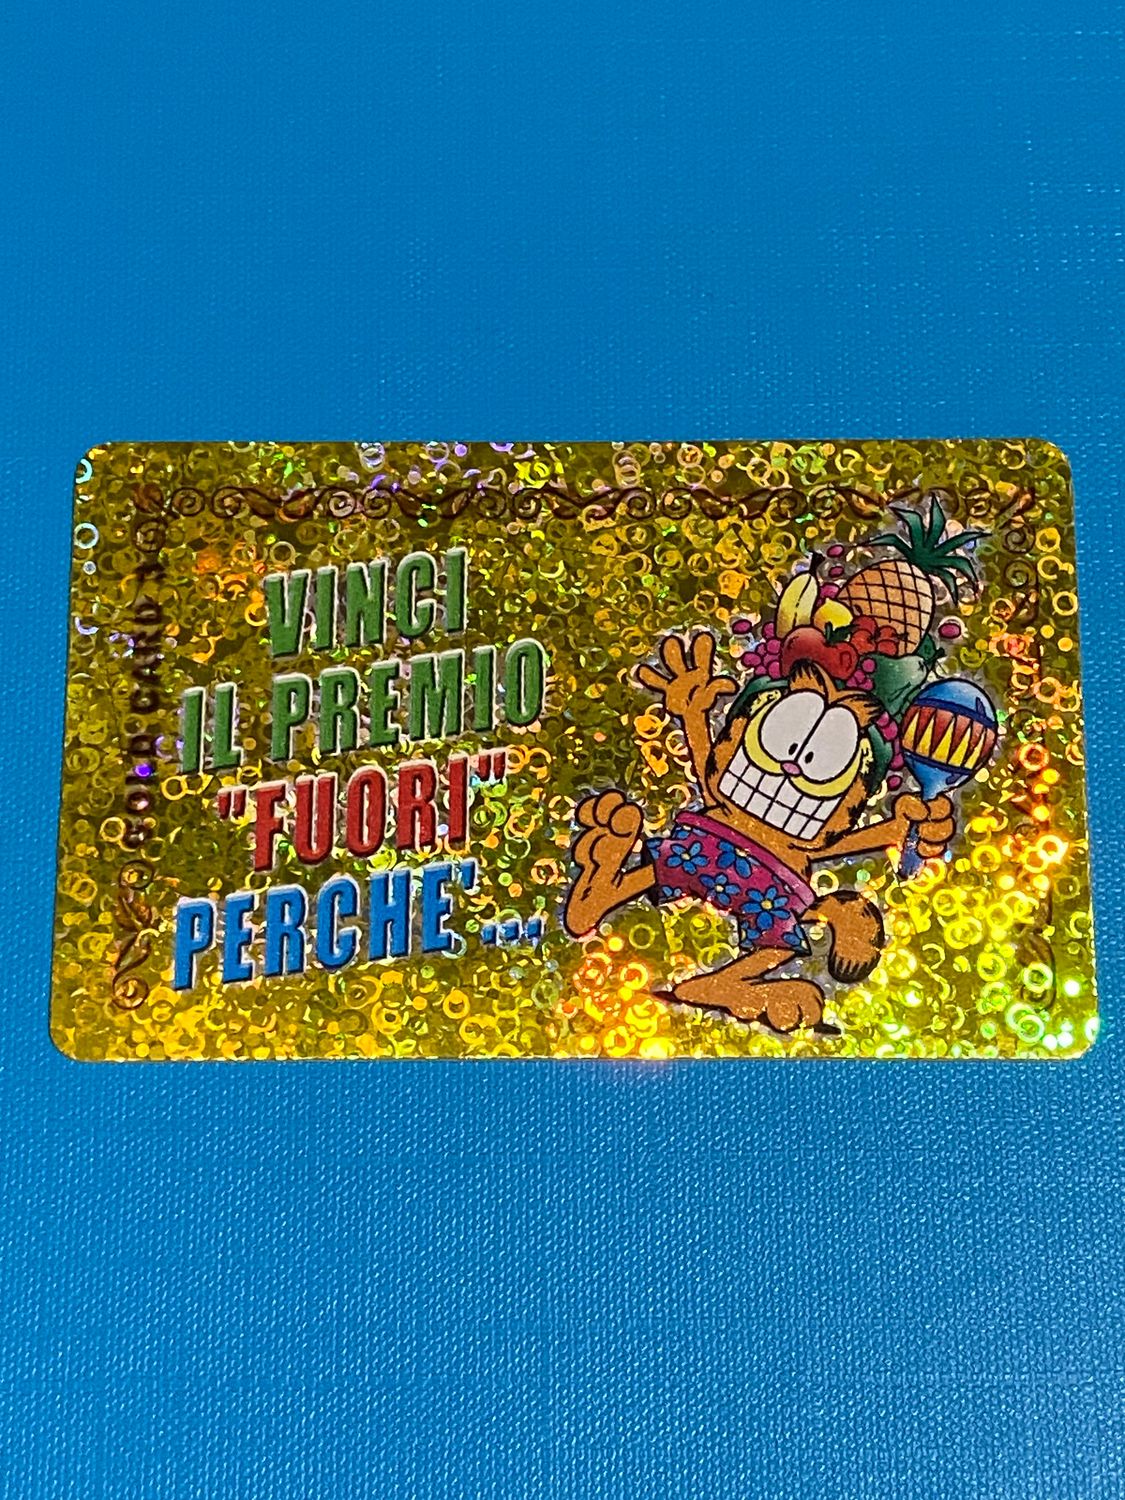 VINCI
IL PREMIO
"FUORI"
PERCHE' ...
GOLD CARD